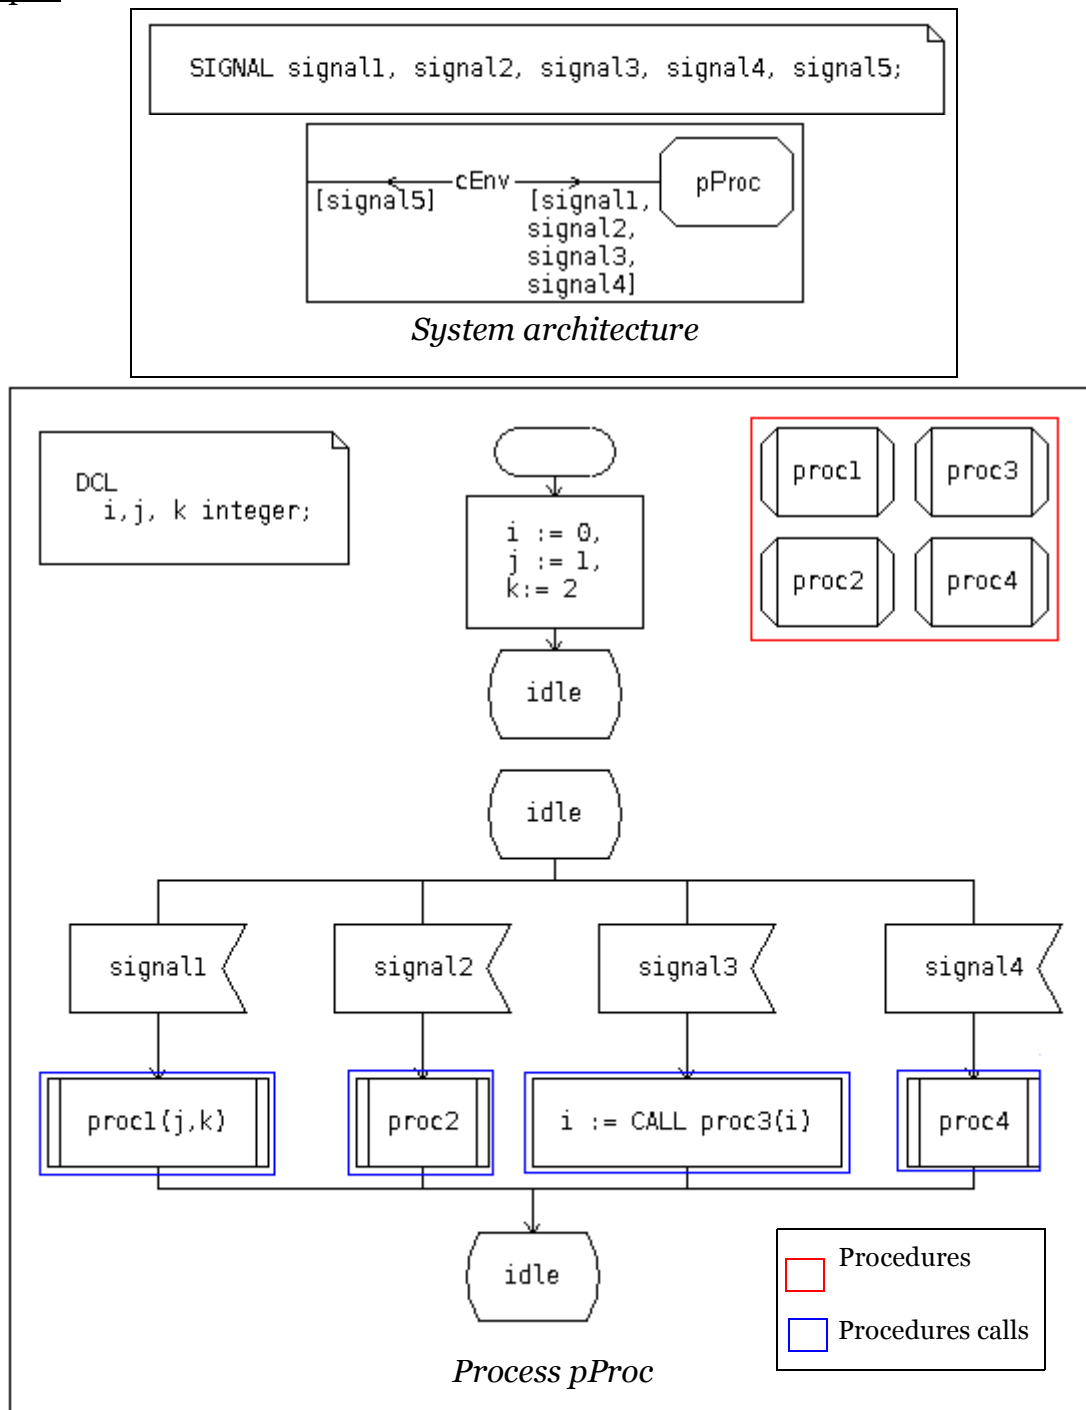 SIGNAL signal1, signal2, signal3, signal4, signal5;
cEnv
pProc
[signal5]
[signal1,
signal2,
signal3,
signal4]
System architecture
DCL
i,j, k integer;
i := 0,
j := 1,
k:= 2
proc1
proc3
proc2
proc4
idle
idle
signal1
signal2
signal3
signal4
proc1(j,k)
proc2
i := CALL proc3(i)
proc4
idle
Procedures
Procedures calls
Process pProc